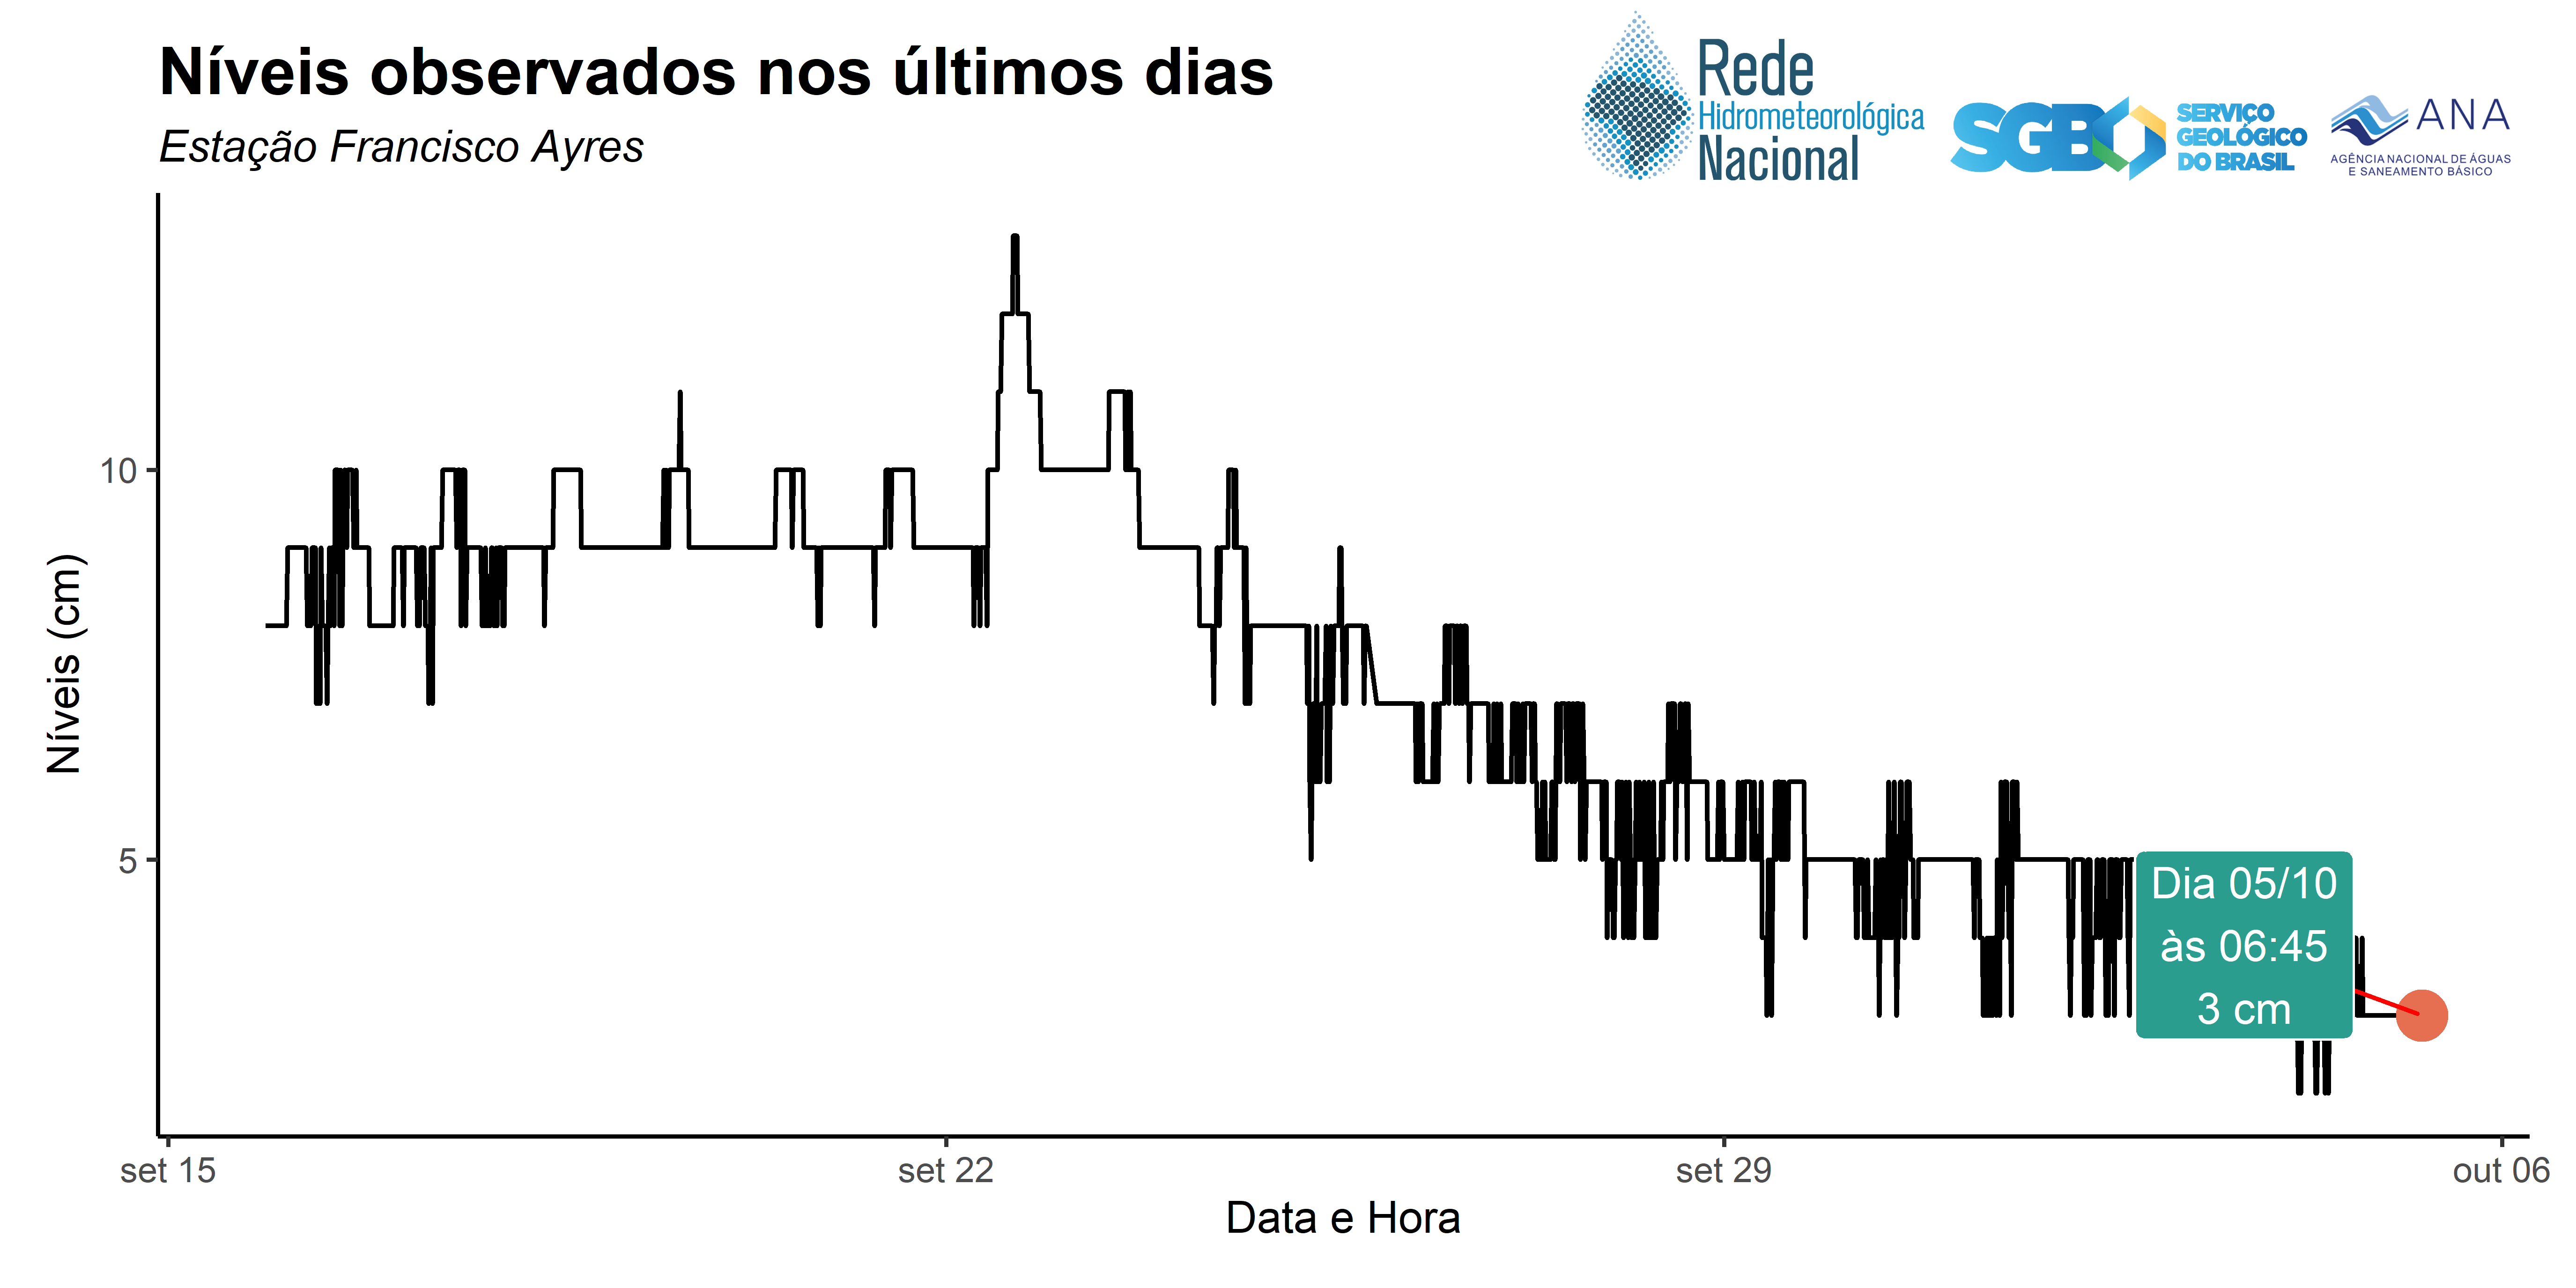 Níveis observados nos últimos dias
Estação Francisco Ayres
Rede
Hidrometeorológica
Nacional
SGB
SERVIÇO
GEOLÓGICO
DO BRASIL
ANA
AGÊNCIA NACIONAL DE ÁGUAS
E SANEAMENTO BÁSICO
Níveis (cm)
10
5
Dia 05/10
às 06:45
3 cm
set 15
set 22
set 29
out 06
Data e Hora